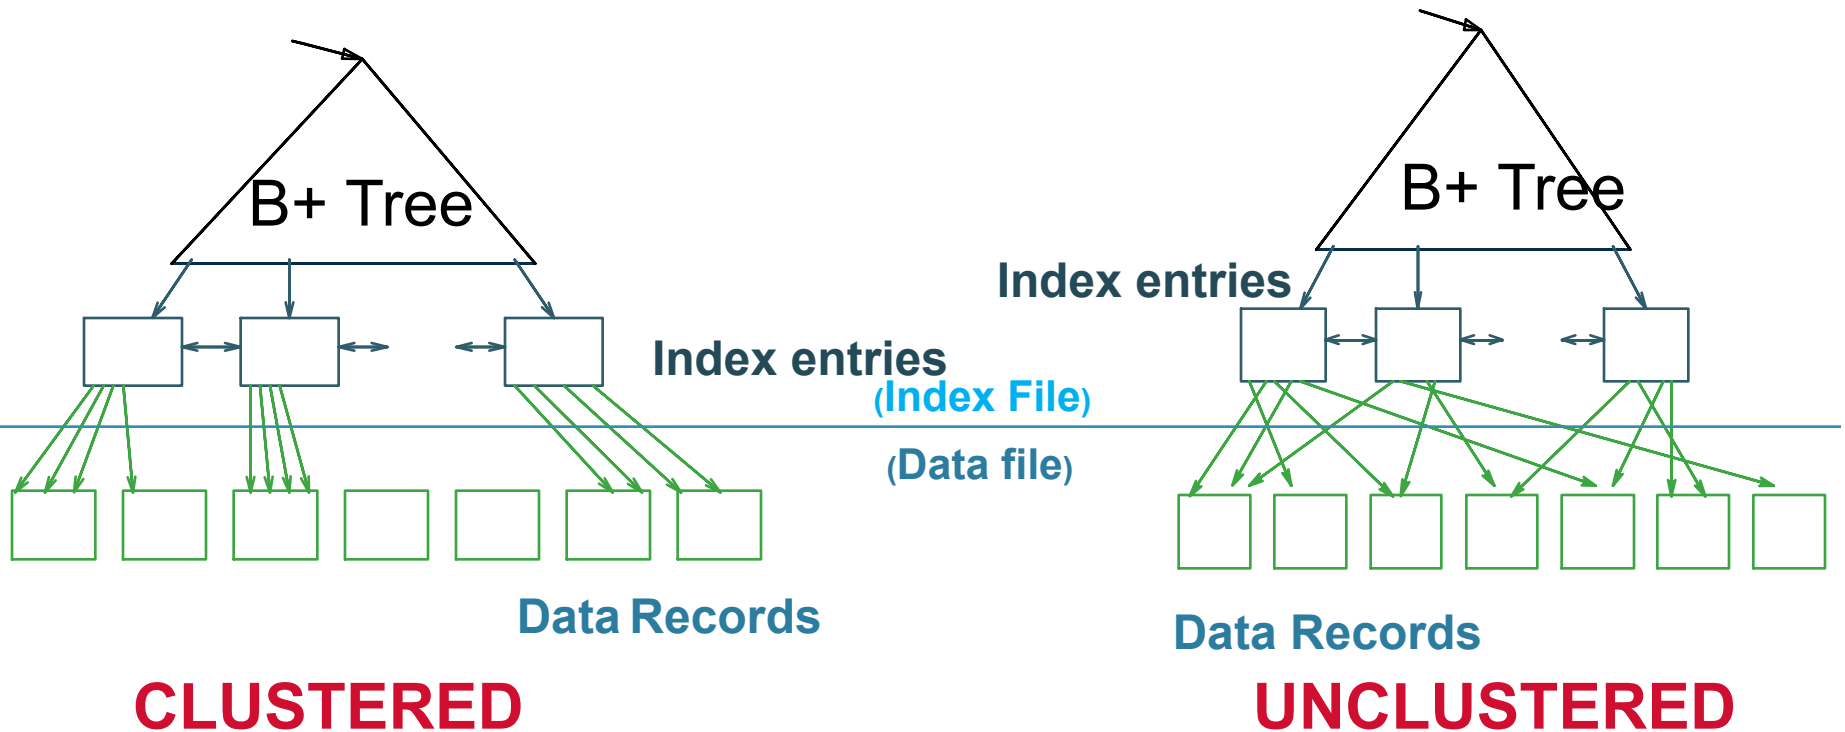 B+ Tree
B+ Tree
Index entries
Index entries
(Index File)
(Data file)
Data Records
Data Records
CLUSTERED
UNCLUSTERED